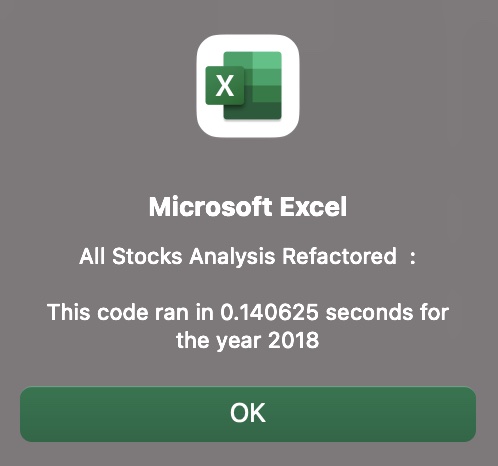 X
Microsoft Excel
All Stocks Analysis Refactored  :
This code ran in 0.140625 seconds for
the year 2018
OK